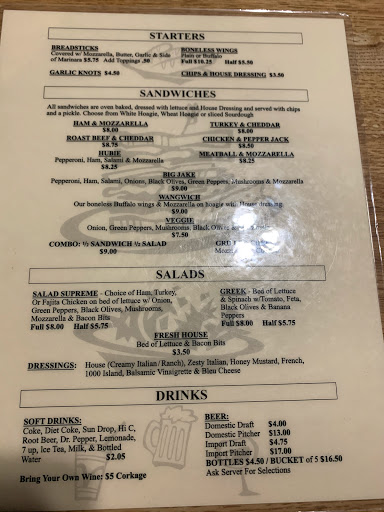 STARTERS
BREADSTICKS
Covered w/ Mozzarella, Butter, Garlic & Side
of Marinara $5.75 Add Toppings .50
BONELESS WINGS
Plain or Buffalo
Full $10.25 Half $5.50
GARLIC KNOTS $4.50
CHIPS & HOUSE DRESSING $3.50
SANDWICHES
All sandwiches are oven baked, dressed with lettuce and House Dressing and served with chips
and a pickle. Choose from White Hoagie, Wheat Hoagie or sliced Sourdough
HAM & MOZZARELLA
$8.00
TURKEY & CHEDDAR
$8.00
ROAST BEEF & CHEDDAR
$8.75
CHICKEN & PEPPER JACK
$8.50
HUBIE
Pepperoni, Ham, Salami & Mozzarella
$8.25
MEATBALL & MOZZARELLA
$8.25
BIG JAKE
Pepperoni, Ham, Salami, Onions, Black Olives, Green Peppers, Mushrooms & Mozzarella
$9.00
WANGWICH
Our boneless Buffalo wings & Mozzarella on hoagie with House dressing.
$9.00
VEGGIE
Onion, Green Peppers, Mushrooms, Black Olives &
$7.50
COMBO: ½ SANDWICH ½ SALAD
$9.00
SALADS
SALAD SUPREME - Choice of Ham, Turkey,
Or Fajita Chicken on bed of lettuce w/ Onion,
Green Peppers, Black Olives, Mushrooms,
Mozzarella & Bacon Bits
Full $8.00 Half $5.75
GREEK - Bed of Lettuce
& Spinach w/Tomato, Feta,
Black Olives & Banana
Peppers
Full $8.00 Half $5.75
FRESH HOUSE
Bed of Lettuce & Bacon Bits
$3.50
DRESSINGS: House (Creamy Italian / Ranch), Zesty Italian, Honey Mustard, French,
1000 Island, Balsamic Vinaigrette & Bleu Cheese
DRINKS
SOFT DRINKS:
Coke, Diet Coke, Sun Drop, Hi C,
Root Beer, Dr. Pepper, Lemonade,
7 up, Ice Tea, Milk, & Bottled
Water $2.05
Bring Your Own Wine: $5 Corkage
BEER:
Domestic Draft $4.00
Domestic Pitcher $13.00
Import Draft $4.75
Import Pitcher $17.00
BOTTLES $4.50 / BUCKET of 5 $16.50
Ask Server For Selections